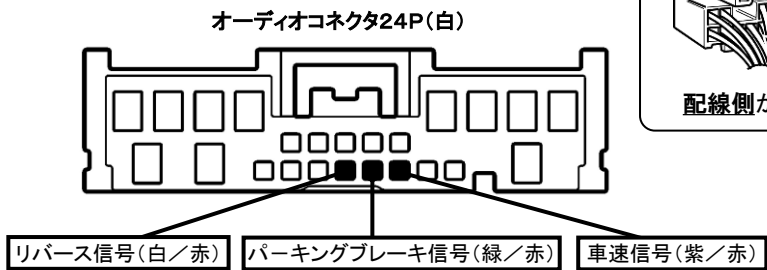 オーディオコネクタ24P(白)
配線側か
リバース信号(白／赤)
パーキングブレーキ信号(緑／赤)
車速信号(紫／赤)